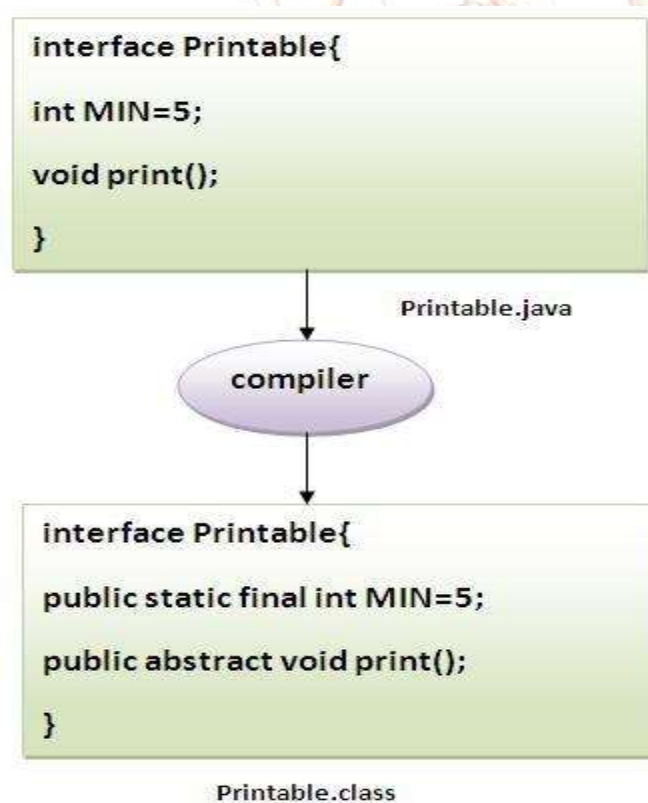 interface Printable{
int MIN=5;
void print();
}
Printable.java
compiler
interface Printable{
public static final int MIN=5;
public abstract void print();
}
Printable.class